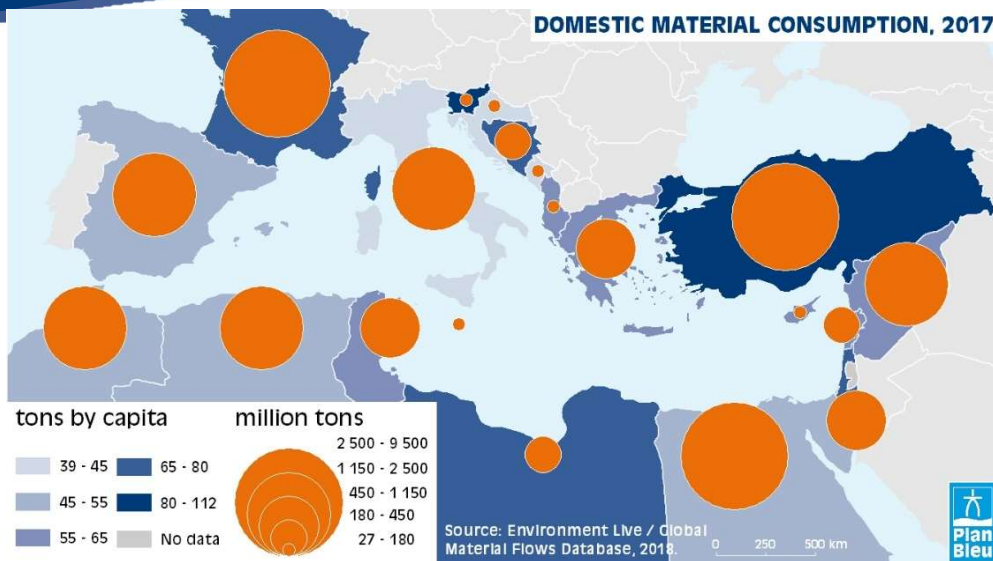 DOMESTIC MATERIAL CONSUMPTION, 2017
tons by capita
39 - 45
65 - 80
45 - 55
80 - 112
55 - 65
No data
million tons
2 500 - 9 500
1 150 - 2 500
450 - 1 150
180 - 450
27 - 180
Source: Environment Live / Global
Material Flows Database, 2018.
0 250 500 km
Plan
Bleu